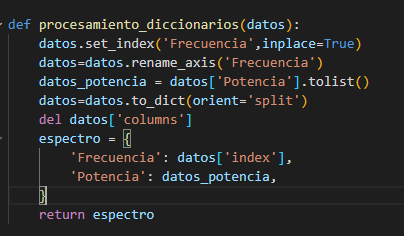 def procesamiento_diccionarios(datos):
    datos.set_index('Frecuencia',inplace=True)
    datos=datos.rename_axis('Frecuencia')
    datos_potencia = datos['Potencia'].tolist()
    datos=datos.to_dict(orient='split')
    del datos['columns']
    espectro = {
        'Frecuencia': datos['index'],
        'Potencia': datos_potencia,
    }
    return espectro